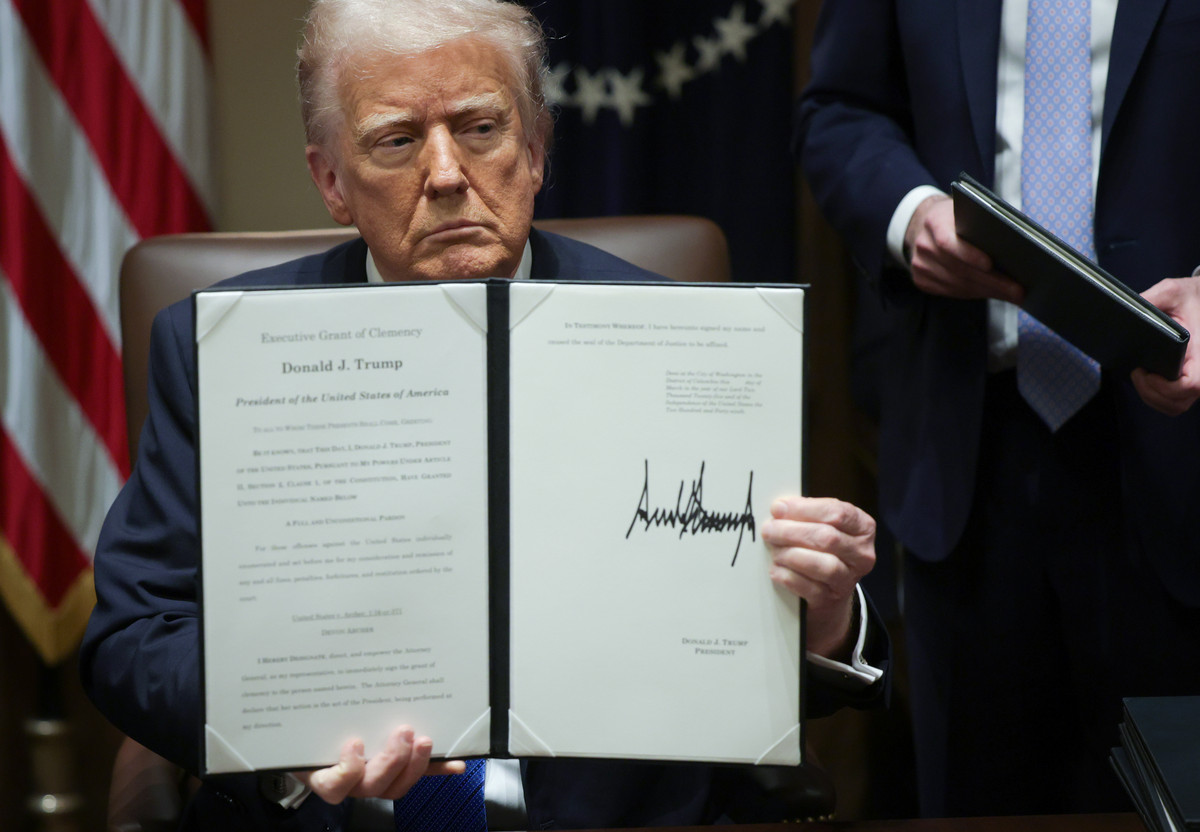 Executive Grant of Clemency
Donald J. Trump
President of the United States of America
TO ALL TO WHOM THESE PRESENTS SHALL COME, GREETING:
BE IT KNOWN, THAT THIS DAY, I, DONALD J. TRUMP, PRESIDENT
OF THE UNITED STATES, PURSUANT TO MY POWERS UNDER ARTICLE
II, SECTION 2, CLAUSE 1, OF THE CONSTITUTION, HAVE GRANTED
UNTO THE INDIVIDUAL NAMED BELOW
A FULL AND UNCONDITIONAL PARDON
For those offenses against the United States individually
enumerated and set before me for my consideration and remission of
any and all fines, penalties, forfeitures, and restitution ordered by the
court.
United States v. Archer,
DEVON ARCHER
I HEREBY DESIGNATE, direct, and empower the Attorney
General, as my representative, to immediately sign the grant of
clemency to the person named herein. The Attorney General shall
declare that her action is the act of the President, being performed at
my direction.
IN TESTIMONY WHEREOF, I have hereunto signed my name and
caused the seal of the Department of Justice to be affixed.
Done at the City of Washington in the
District of Columbia this day of
March in the year of our Lord Two
Thousand Twenty-five and of the
Independence of the United States the
Two Hundred and Forty-ninth.
DONALD J. TRUMP
PRESIDENT